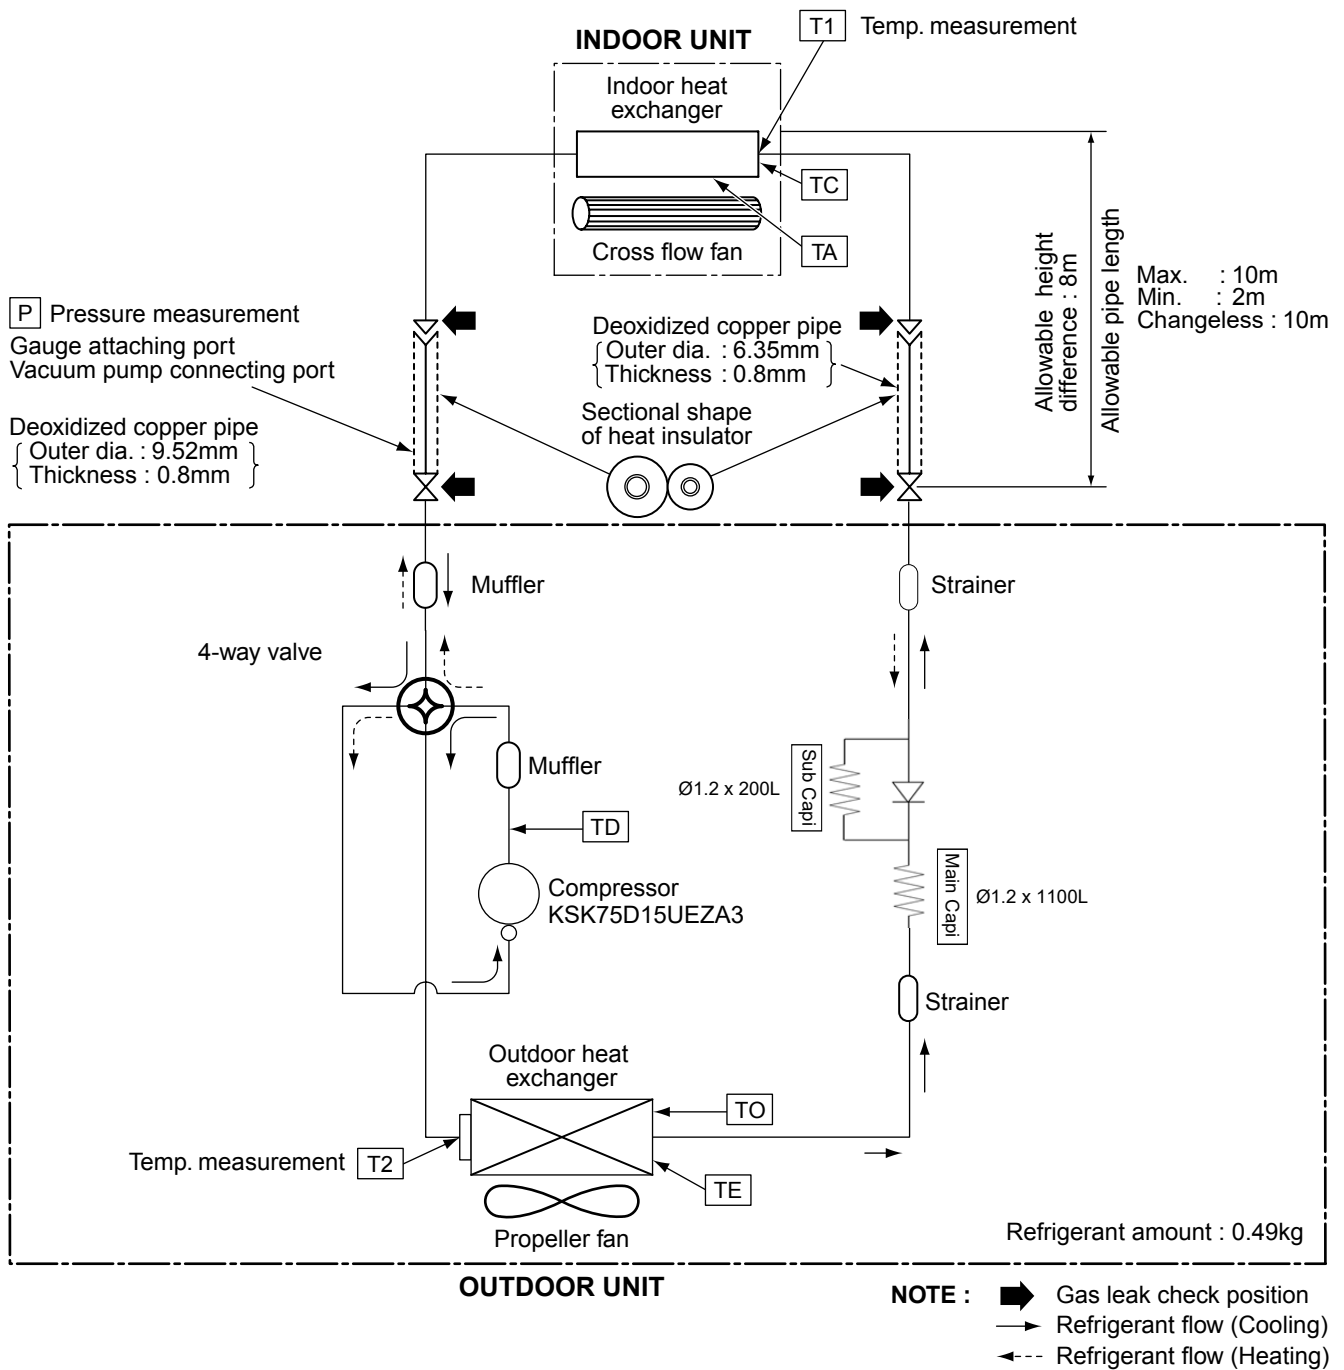 T1 Temp. measurement
INDOOR UNIT
Indoor heat
exchanger
TC
Cross flow fan
TA
Allowable height
difference : 8m
Allowable pipe length
Max. : 10m
Min. : 2m
Changeless : 10m
P Pressure measurement
Gauge attaching port
Vacuum pump connecting port
Deoxidized copper pipe
Outer dia. : 9.52mm
Thickness : 0.8mm
Deoxidized copper pipe
Outer dia. : 6.35mm
Thickness : 0.8mm
Sectional shape
of heat insulator
Muffler
Strainer
4-way valve
Muffler
Ø1.2 x 200L
Sub Capi
TD
Compressor
KSK75D15UEZA3
Main Capi
Ø1.2 x 1100L
Strainer
Outdoor heat
exchanger
TO
Temp. measurement T2
TE
Propeller fan
Refrigerant amount : 0.49kg
OUTDOOR UNIT
NOTE :
Gas leak check position
Refrigerant flow (Cooling)
Refrigerant flow (Heating)